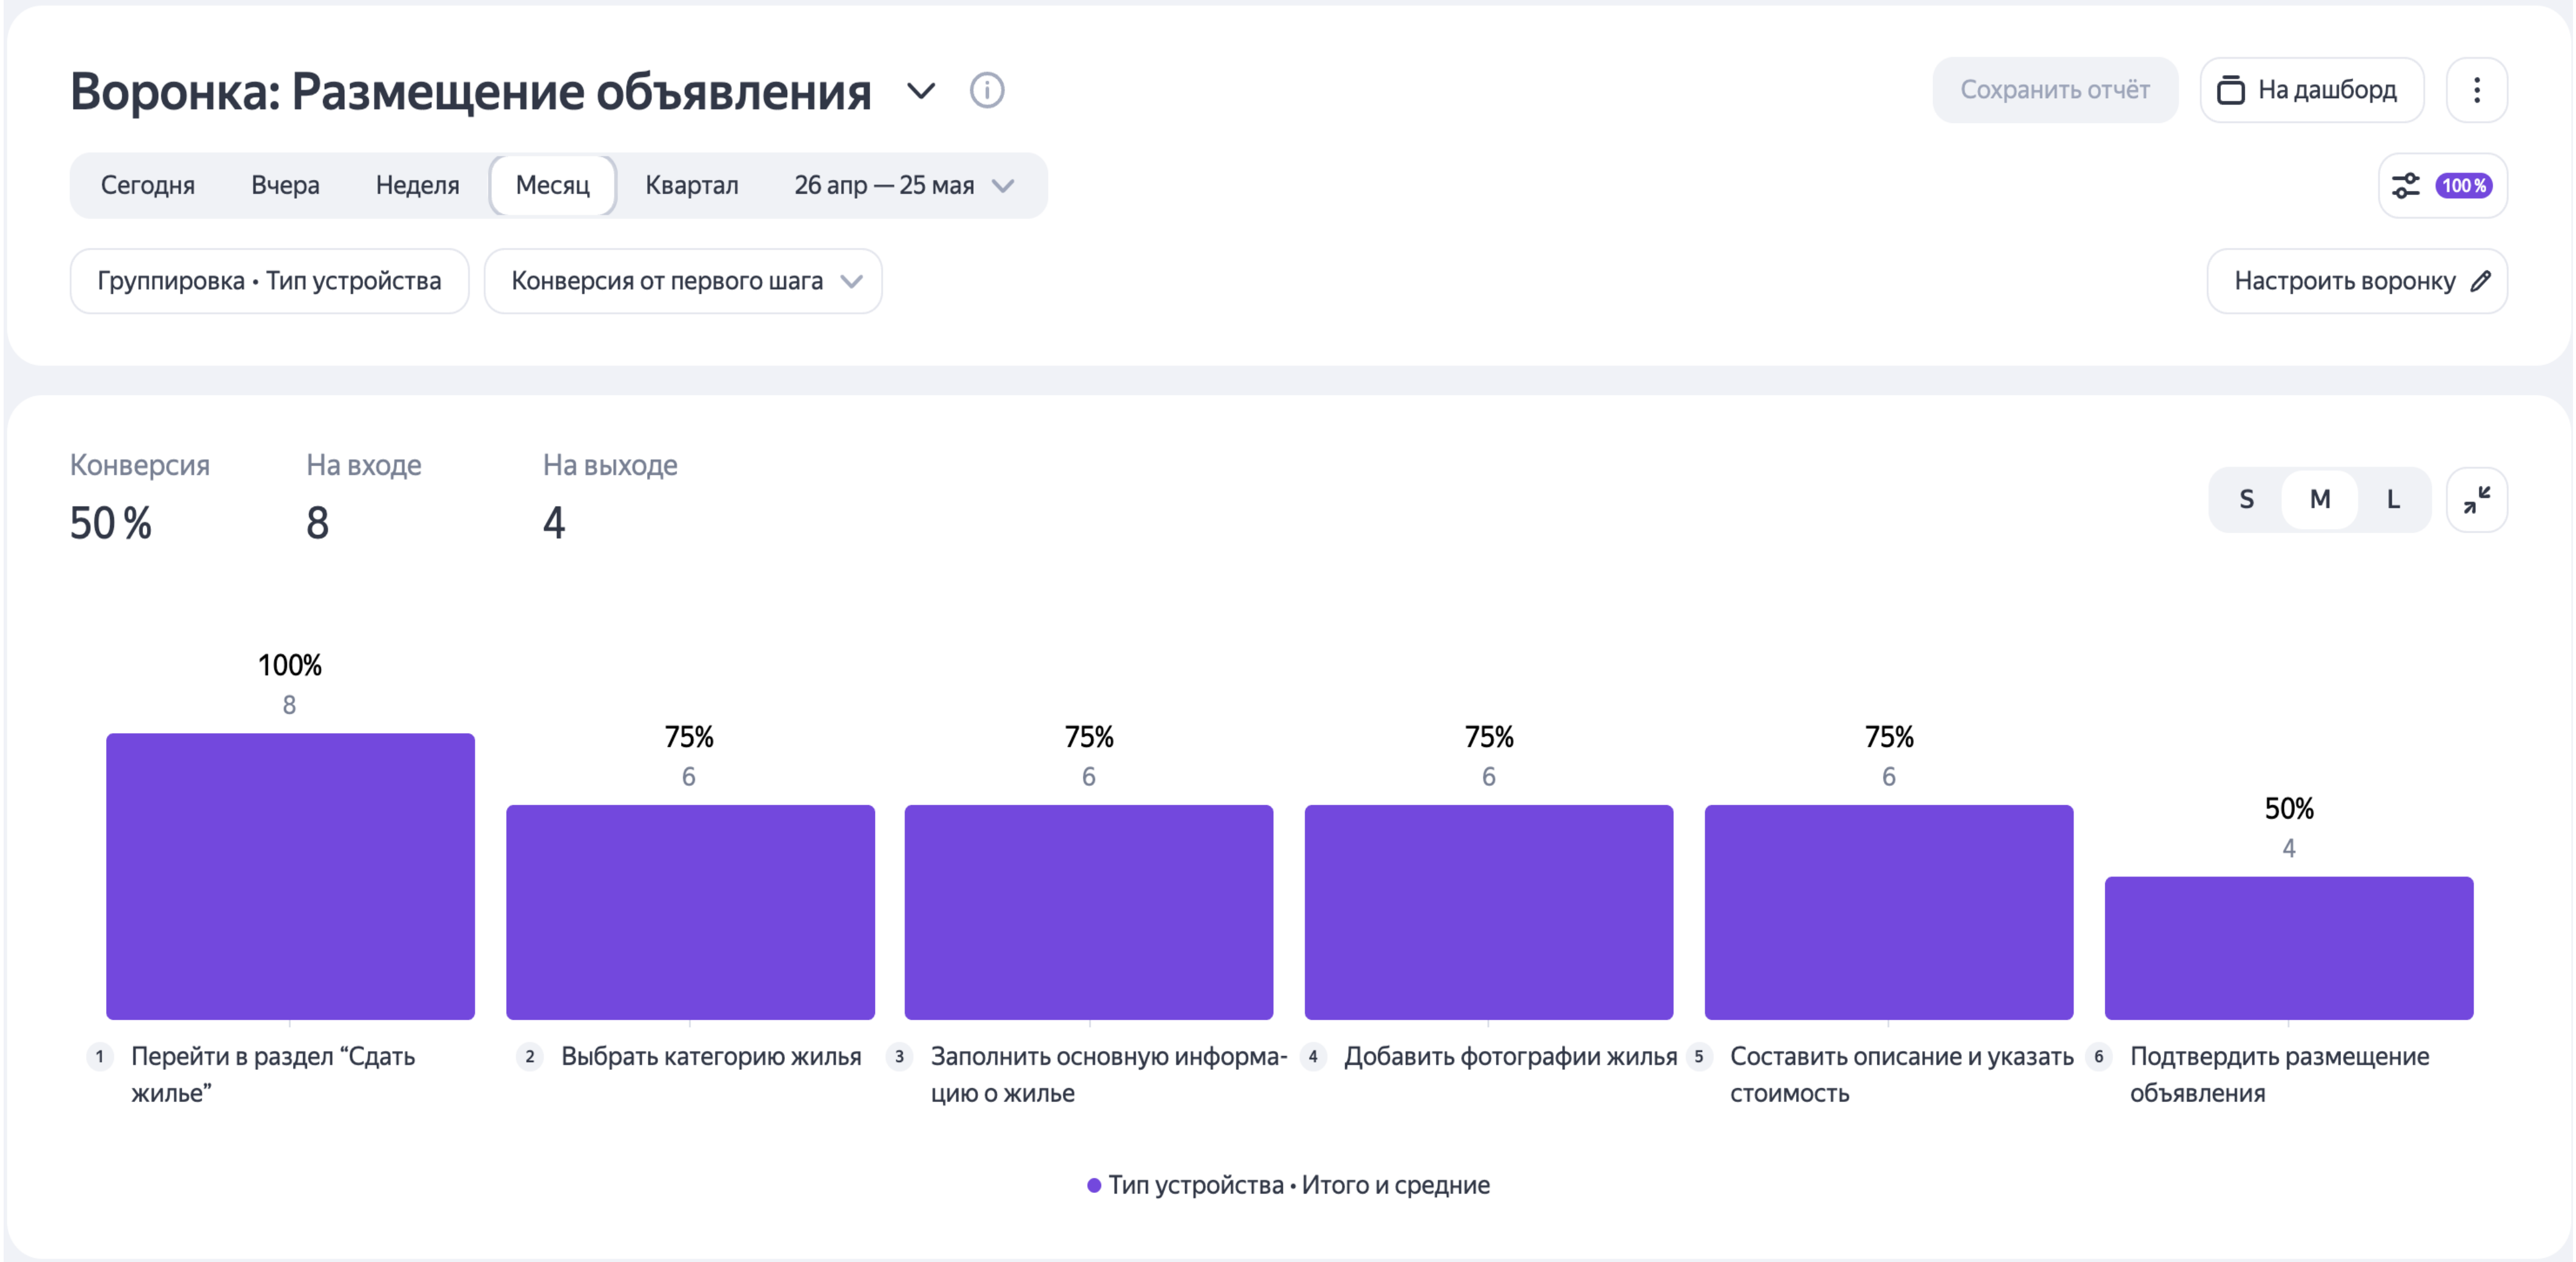 Воронка: Размещение объявления
Сохранить отчёт
На дашборд
Сегодня Вчера Неделя Месяц Квартал 26 апр — 25 мая
100 %
Группировка • Тип устройства
Конверсия от первого шага
Настроить воронку
Конверсия На входе На выходе
50 % 8 4
S M L
100%
8
75%
6
75%
6
75%
6
75%
6
50%
4
1 Перейти в раздел “Сдать
жилье”
2 Выбрать категорию жилья
3 Заполнить основную информа-
цию о жилье
4 Добавить фотографии жилья
5 Составить описание и указать
стоимость
6 Подтвердить размещение
объявления
Тип устройства • Итого и средние